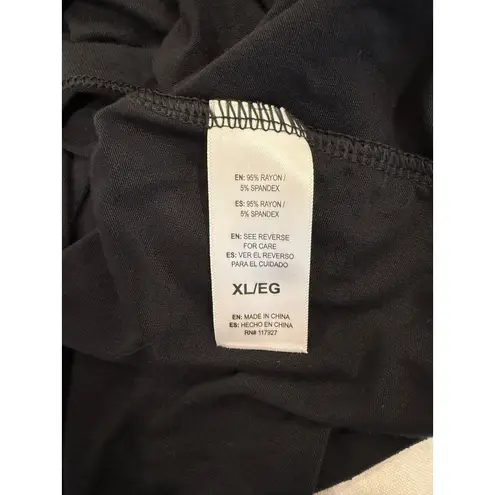 EN: 95% RAYON /
5% SPANDEX
ES: 95% RAYON /
5% SPANDEX
EN: SEE REVERSE
FOR CARE
ES: VER EL REVERSO
PARA EL CUIDADO
XL/EG
EN: MADE IN CHINA
ES: HECHO EN CHINA
RN# 117927